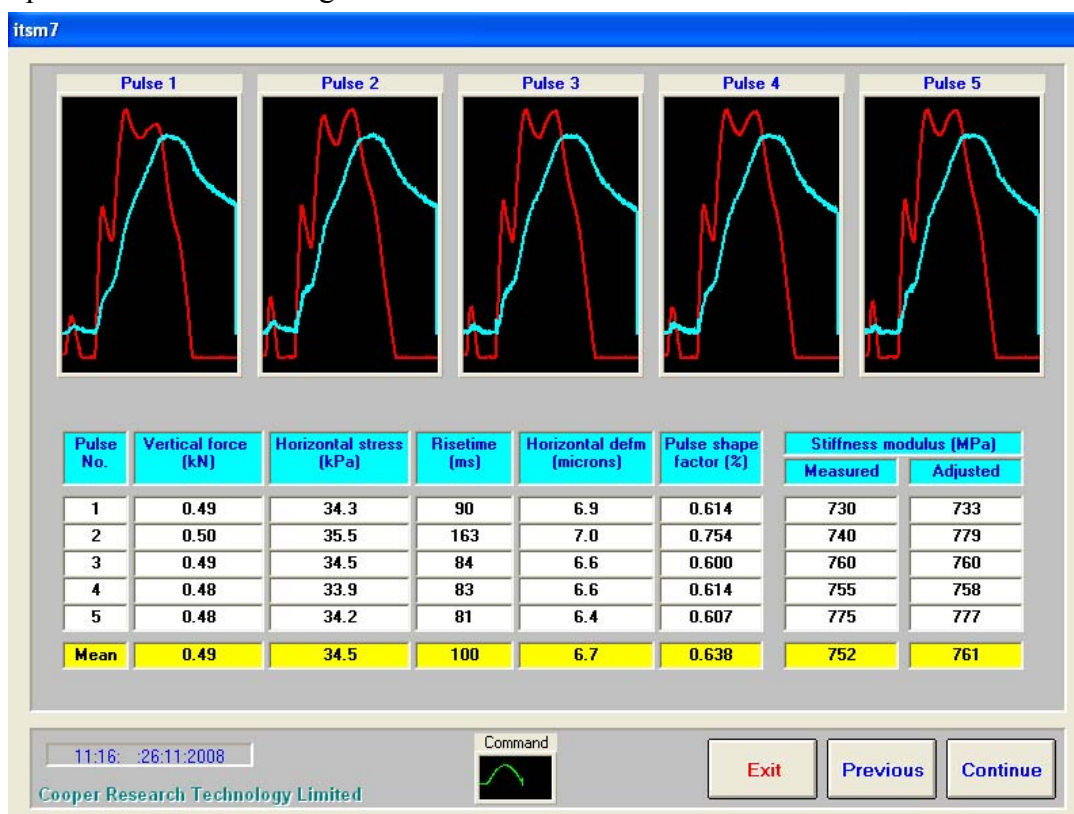 itsm7
Pulse 1 Pulse 2 Pulse 3 Pulse 4 Pulse 5
Pulse No. Vertical force (kN) Horizontal stress (kPa) Risetime (ms) Horizontal defm (microns) Pulse shape factor (%) Stiffness modulus (MPa)
Measured Adjusted
1 0.49 34.3 90 6.9 0.614 730 733
2 0.50 35.5 163 7.0 0.754 740 779
3 0.49 34.5 84 6.6 0.600 760 760
4 0.48 33.9 83 6.6 0.614 755 758
5 0.48 34.2 81 6.4 0.607 775 777
Mean 0.49 34.5 100 6.7 0.638 752 761
11:16: :26:11:2008
Command
Exit Previous Continue
Cooper Research Technology Limited